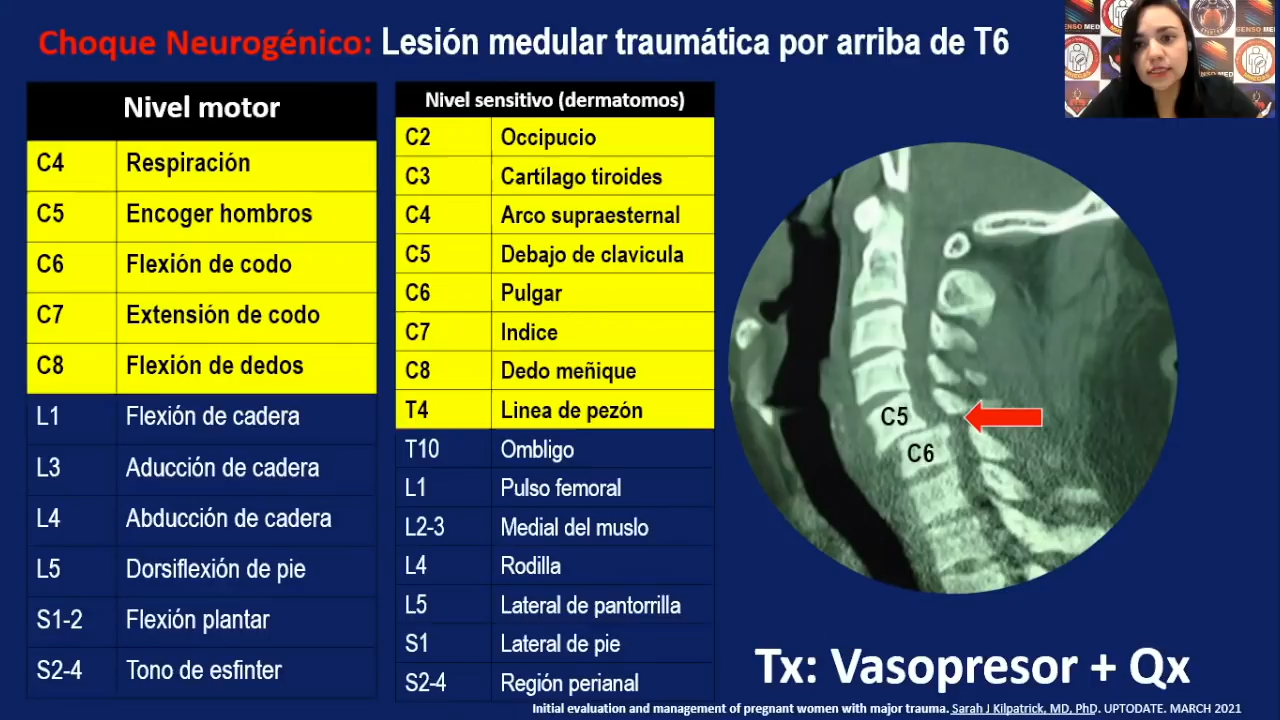 Choque Neurogénico: Lesión medular traumática por arriba de T6
Nivel motor
C4 Respiración
C5 Encoger hombros
C6 Flexión de codo
C7 Extensión de codo
C8 Flexión de dedos
L1 Flexión de cadera
L3 Aducción de cadera
L4 Abducción de cadera
L5 Dorsiflexión de pie
S1-2 Flexión plantar
S2-4 Tono de esfinter
Nivel sensitivo (dermatomos)
C2 Occipucio
C3 Cartílago tiroides
C4 Arco supraesternal
C5 Debajo de clavicula
C6 Pulgar
C7 Indice
C8 Dedo meñique
T4 Linea de pezón
T10 Ombligo
L1 Pulso femoral
L2-3 Medial del muslo
L4 Rodilla
L5 Lateral de pantorrilla
S1 Lateral de pie
S2-4 Región perianal
C5
C6
Tx: Vasopresor + Qx
Initial evaluation and management of pregnant women with major trauma. Sarah J Kilpatrick, MD, PhD. UPTODATE. MARCH 2021